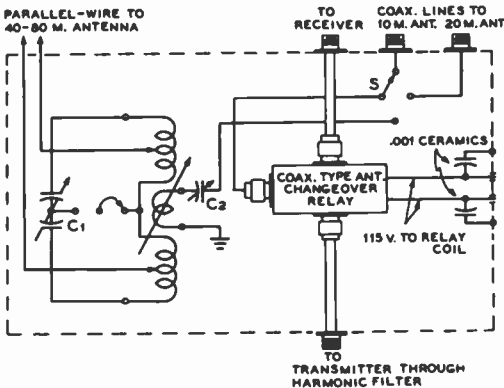 PARALLEL-WIRE TO
40-80 M. ANTENNA
TO
RECEIVER
COAX. LINES TO
10 M. ANT. 20 M. ANT
S
.001 CERAMICS
COAX. TYPE ANT.
CHANGEOVER
RELAY
C1
C2
115 V. TO RELAY
COIL
TO
TRANSMITTER THROUGH
HARMONIC FILTER